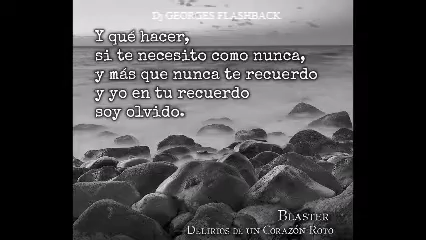 Dj GEORGES FLASHBACK
Y qué hacer,
si te necesito como nunca,
y más que nunca te recuerdo
y yo en tu recuerdo
soy olvido.
BLASTER
DELIRIOS DE UN CORAZÓN ROTO